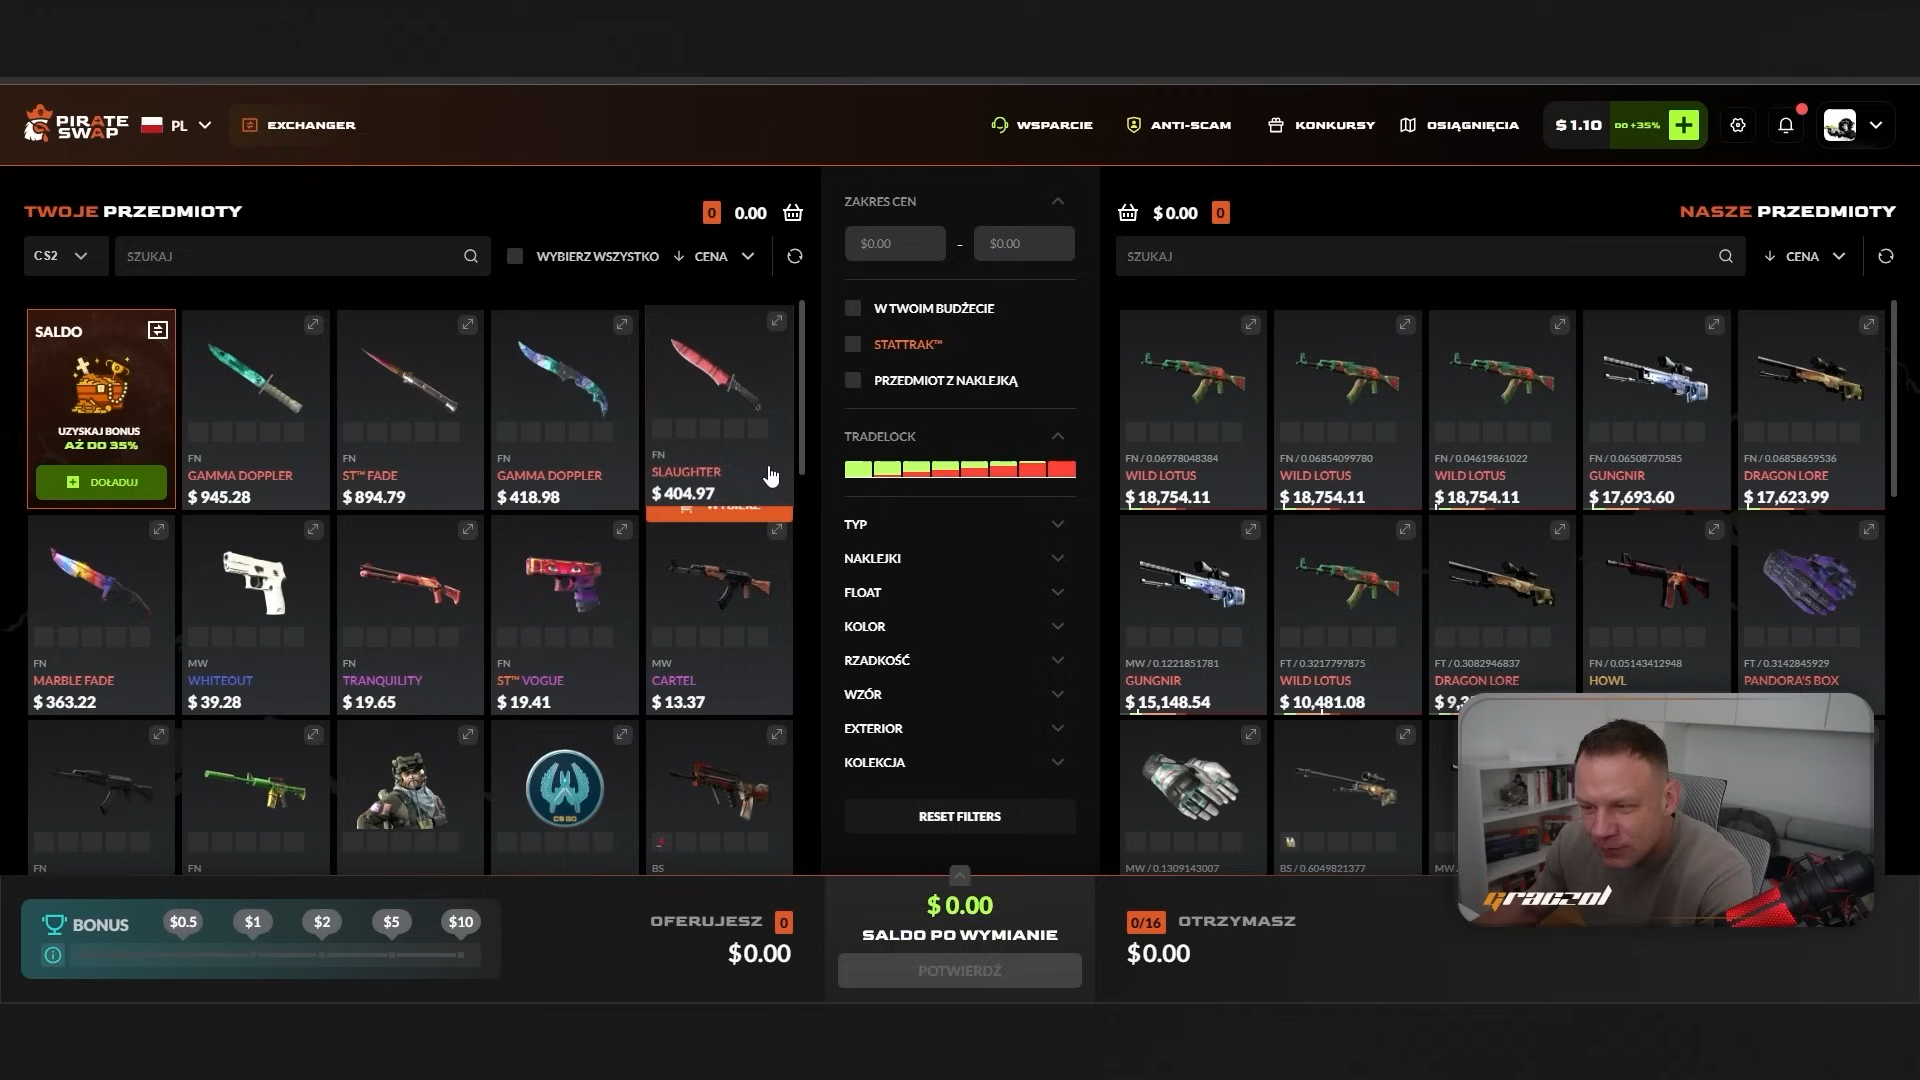 PIRATE SWAP
PL
EXCHANGER
WSPARCIE
ANTI-SCAM
KONKURSY
OSIĄGNIĘCIA
$ 1.10
DO +35%
TWOJE PRZEDMIOTY
0
0.00
CS2
SZUKAJ
WYBIERZ WSZYSTKO
CENA
SALDO
UZYSKAJ BONUS
AŻ DO 35%
DOŁADUJ
FN
GAMMA DOPPLER
$ 945.28
FN
ST™ FADE
$ 894.79
FN
GAMMA DOPPLER
$ 418.98
FN
SLAUGHTER
$ 404.97
FN
MARBLE FADE
$ 363.22
MW
WHITEOUT
$ 39.28
FN
TRANQUILITY
$ 19.65
FN
ST™ VOGUE
$ 19.41
MW
CARTEL
$ 13.37
FN
FN
CS GO
BS
ZAKRES CEN
$0.00
-
$0.00
W TWOIM BUDŻECIE
STATTRAK™
PRZEDMIOT Z NAKLEJKĄ
TRADELOCK
TYP
NAKLEJKI
FLOAT
KOLOR
RZADKOŚĆ
WZÓR
EXTERIOR
KOLEKCJA
RESET FILTERS
$ 0.00
0
NASZE PRZEDMIOTY
SZUKAJ
CENA
FN / 0.06978048384
WILD LOTUS
$ 18,754.11
FN / 0.06854099780
WILD LOTUS
$ 18,754.11
FN / 0.04619861022
WILD LOTUS
$ 18,754.11
FN / 0.06508770585
GUNGNIR
$ 17,693.60
FN / 0.06858659536
DRAGON LORE
$ 17,623.99
MW / 0.1221851781
GUNGNIR
$ 15,148.54
FT / 0.3217797875
WILD LOTUS
$ 10,481.08
FT / 0.3082946837
DRAGON LORE
FN / 0.05143412948
HOWL
FT / 0.3142845929
PANDORA'S BOX
MW / 0.1309143007
BS / 0.6049821377
graczol
BONUS
$0.5
$1
$2
$5
$10
OFERUJESZ
0
$0.00
$ 0.00
SALDO PO WYMIANIE
POTWIERDŹ
0/16
OTRZYMASZ
$0.00